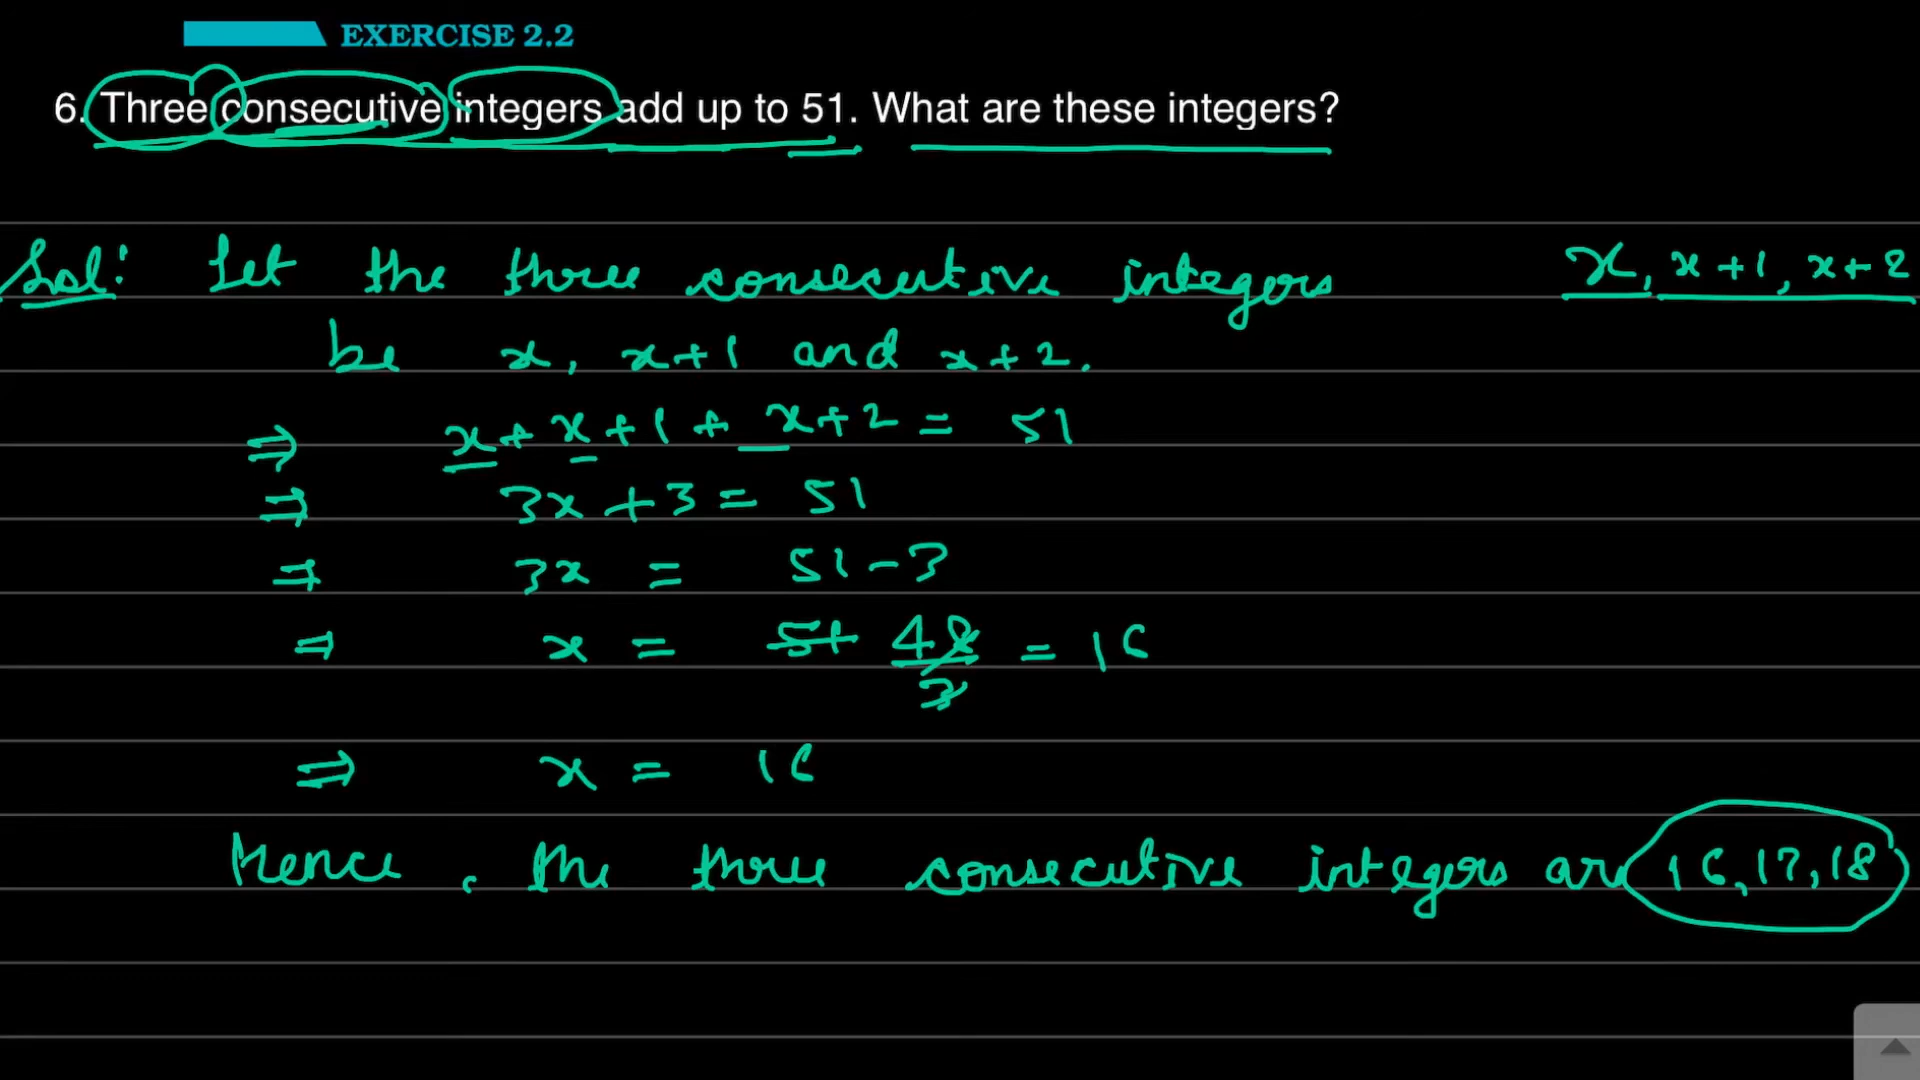 EXERCISE 2.2
6. Three consecutive integers add up to 51. What are these integers?
Sol: Let the three consecutive integers x, x+1, x+2
be x, x+1 and x+2.
⇒ x + x + 1 + x + 2 = 51
⇒ 3x + 3 = 51
⇒ 3x = 51 - 3
⇒ x = 51 48/3 = 16
⇒ x = 16
Hence, the three consecutive integers are 16, 17, 18